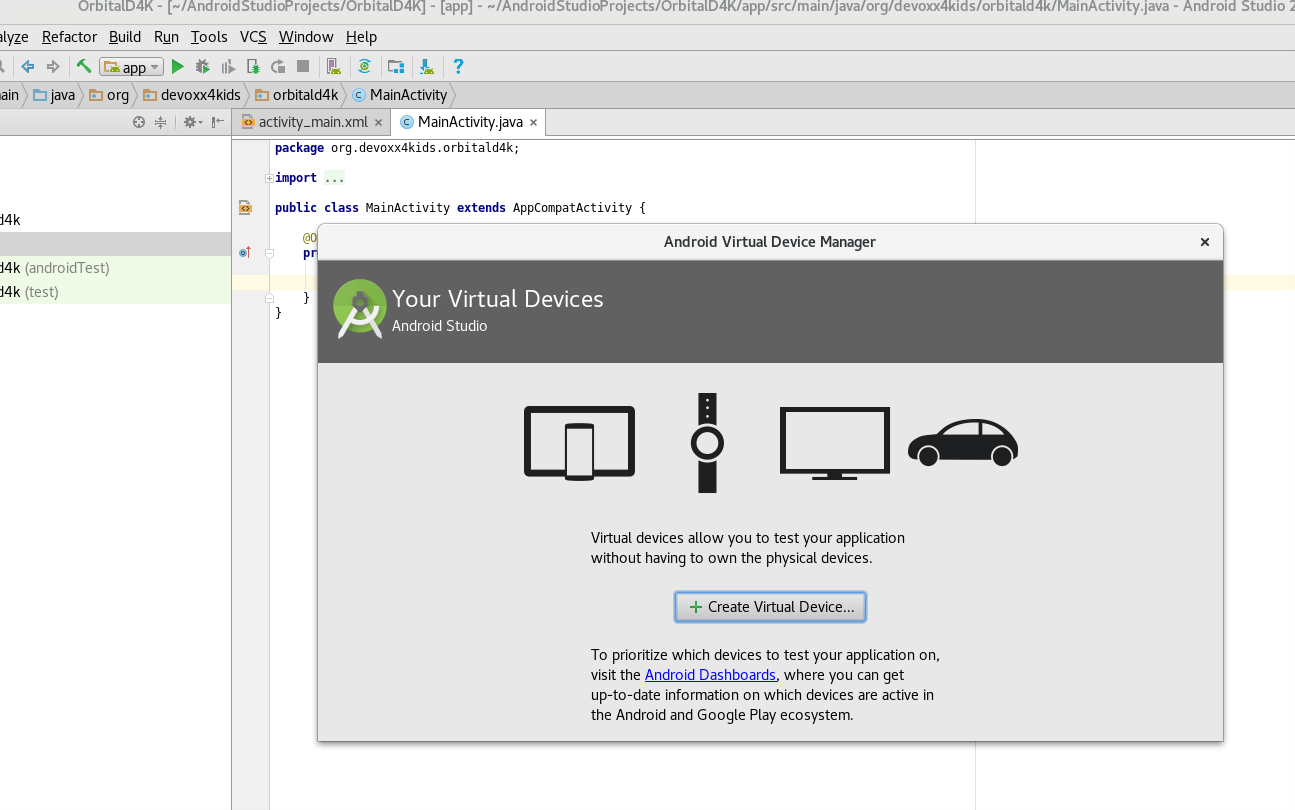 OrbitalD4K - [~/AndroidStudioProjects/OrbitalD4K] - [app] - ~/AndroidStudioProjects/OrbitalD4K/app/src/main/java/org/devoxx4kids/orbitald4k/MainActivity.java - Android Studio 2
alyze Refactor Build Run Tools VCS Window Help
app ?
ain java org devoxx4kids orbitald4k MainActivity
activity_main.xml MainActivity.java
package org.devoxx4kids.orbitald4k;
import ...
public class MainActivity extends AppCompatActivity {
d4k
@O
pr
d4k (androidTest)
d4k (test)
}
}
Android Virtual Device Manager
Your Virtual Devices
Android Studio
Virtual devices allow you to test your application
without having to own the physical devices.
Create Virtual Device...
To prioritize which devices to test your application on,
visit the Android Dashboards, where you can get
up-to-date information on which devices are active in
the Android and Google Play ecosystem.